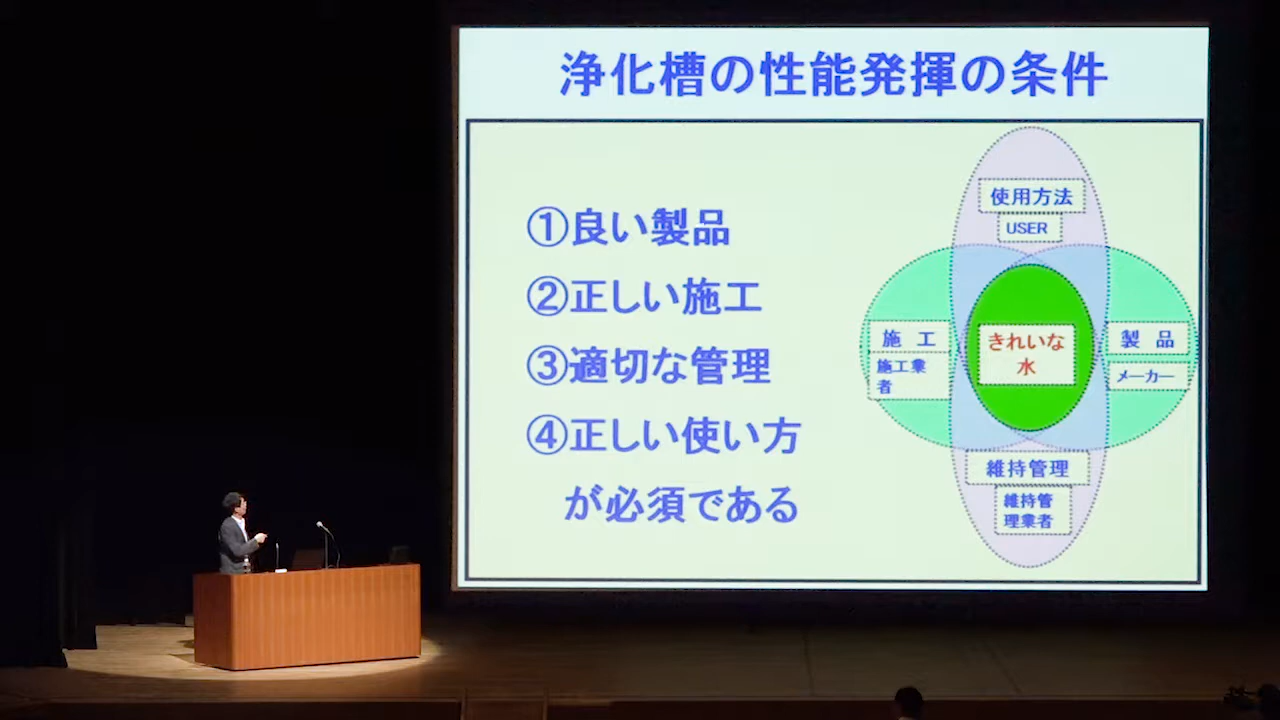 浄化槽の性能発揮の条件
①良い製品
②正しい施工
③適切な管理
④正しい使い方
が必須である
使用方法
USER
施 工
施工業
者
きれいな
水
製 品
メーカー
維持管理
維持管
理業者